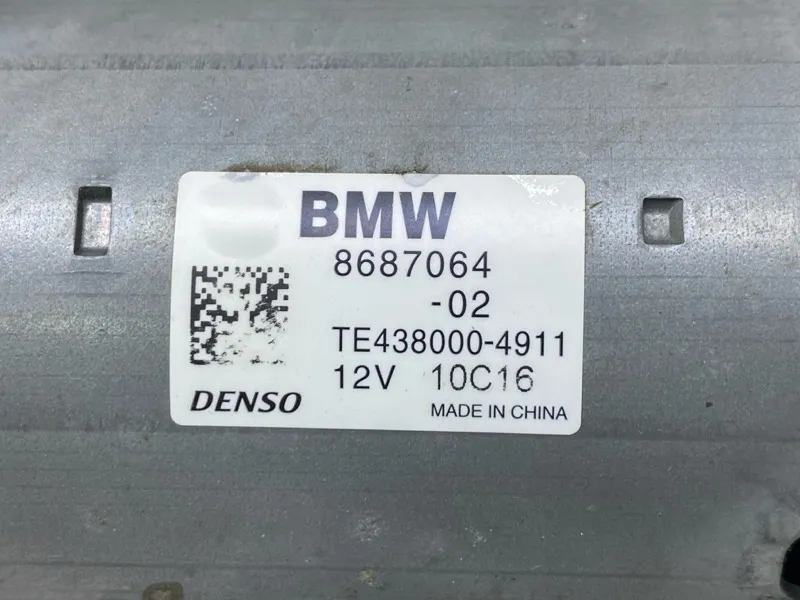 BMW
8687064
-02
TE438000-4911
12V 10C16
DENSO
MADE IN CHINA